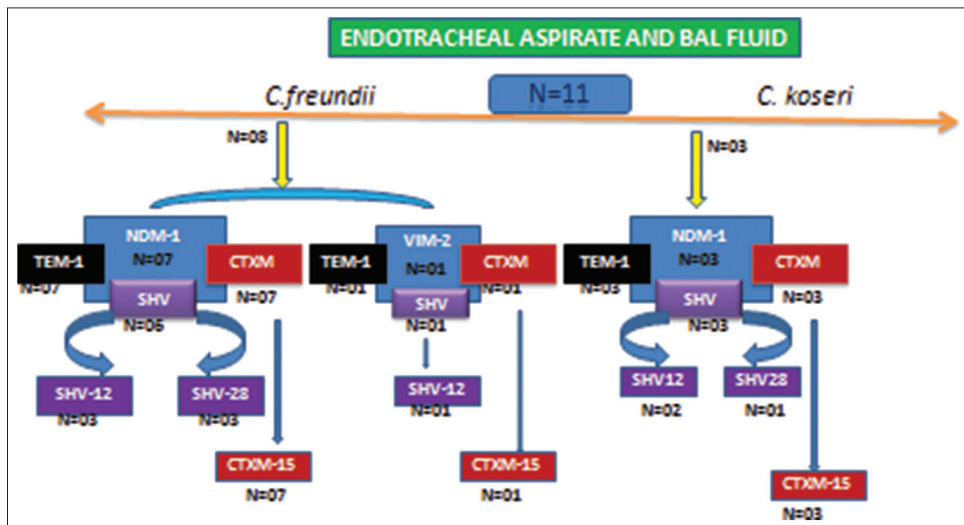 ENDOTRACHEAL ASPIRATE AND BAL FLUID
C.freundii
N=11
C. koseri
N=08
N=03
NDM-1
N=07
TEM-1
N=07
CTXM
N=07
SHV
N=06
SHV-12
N=03
SHV-28
N=03
CTXM-15
N=07
VIM-2
N=01
TEM-1
N=01
CTXM
N=01
SHV
N=01
SHV-12
N=01
CTXM-15
N=01
NDM-1
N=03
TEM-1
N=03
CTXM
N=03
SHV
N=03
SHV12
N=02
SHV28
N=01
CTXM-15
N=03